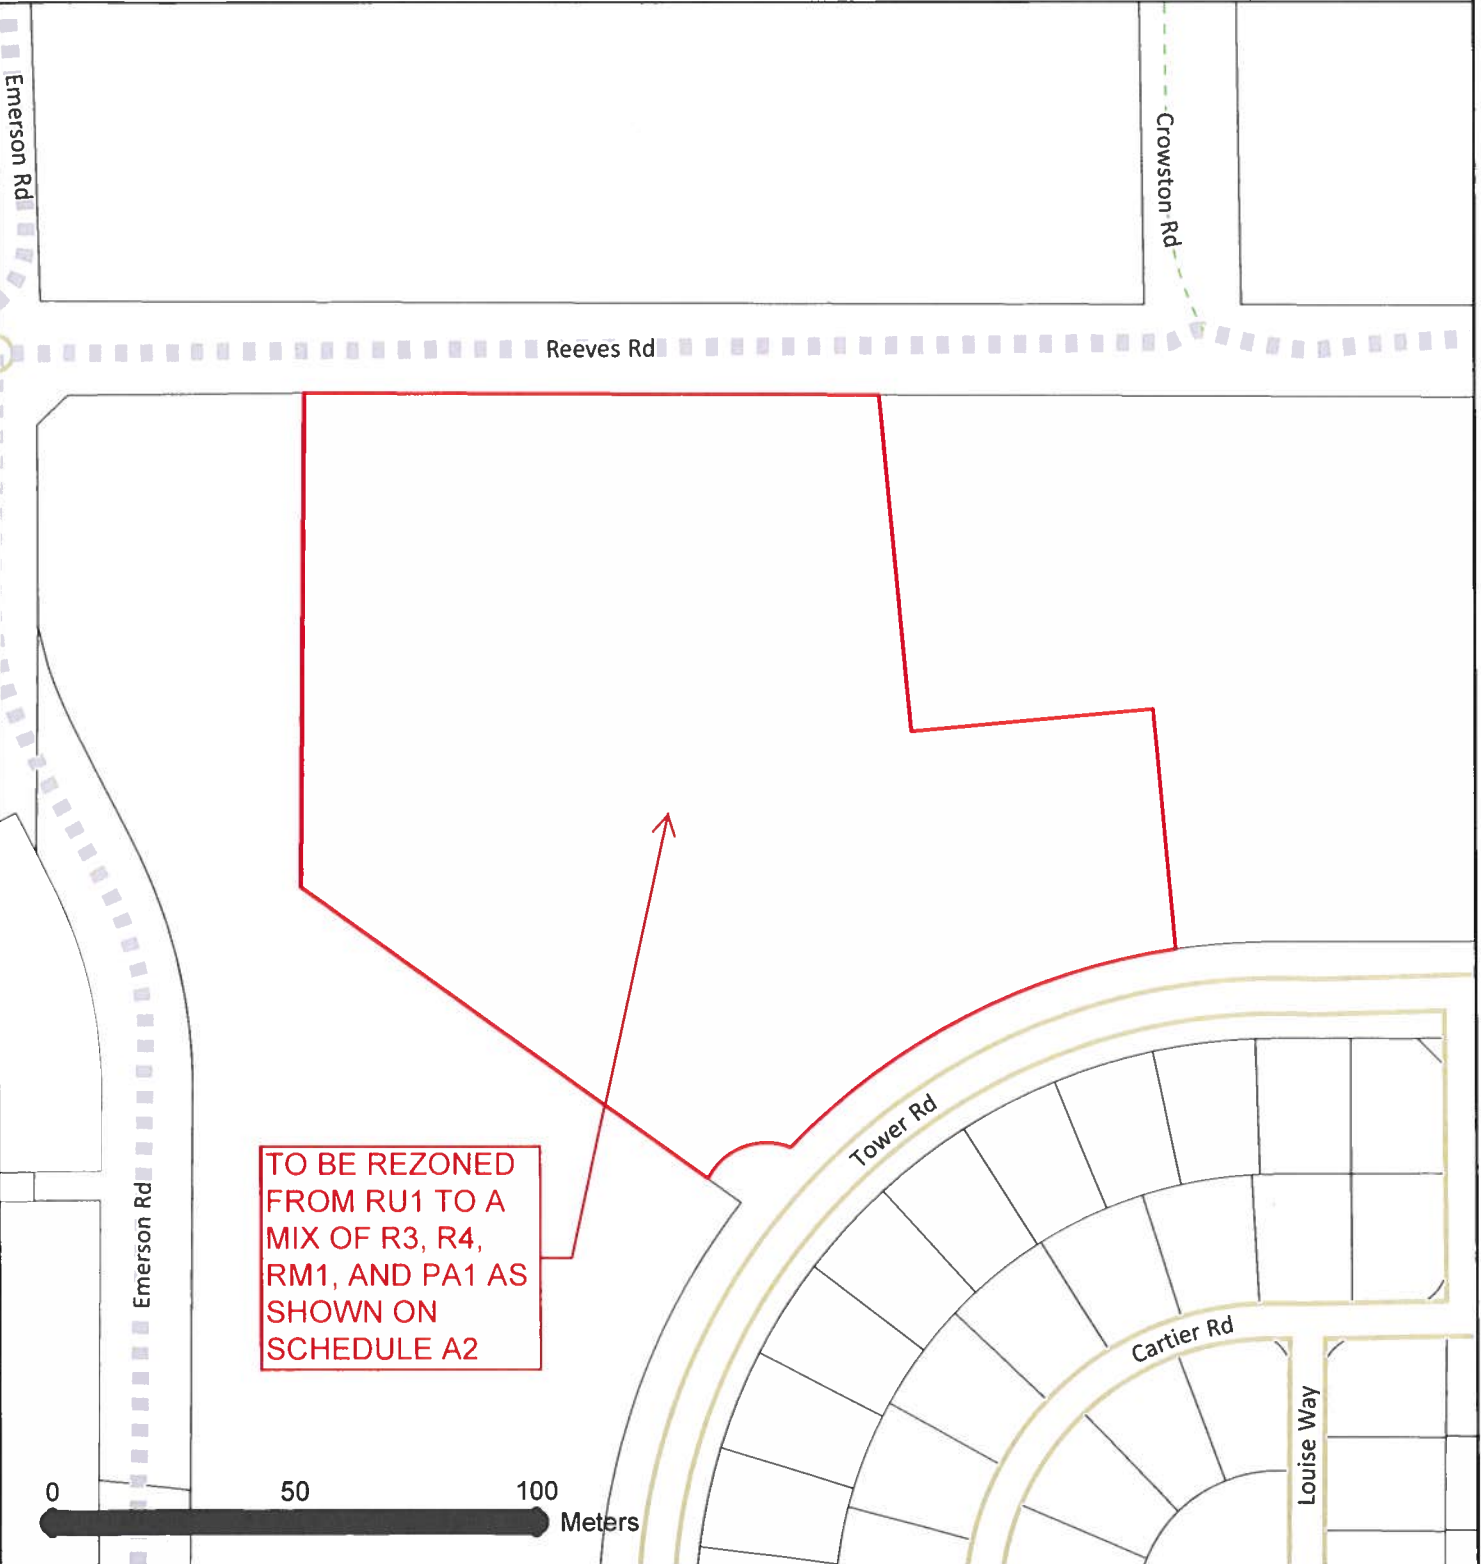 Emerson Rd
Crowston Rd
Reeves Rd
Tower Rd
TO BE REZONED
FROM RU1 TO A
MIX OF R3, R4,
RM1, AND PA1 AS
SHOWN ON
SCHEDULE A2
Emerson Rd
Cartier Rd
Louise Way
0 50 100
Meters